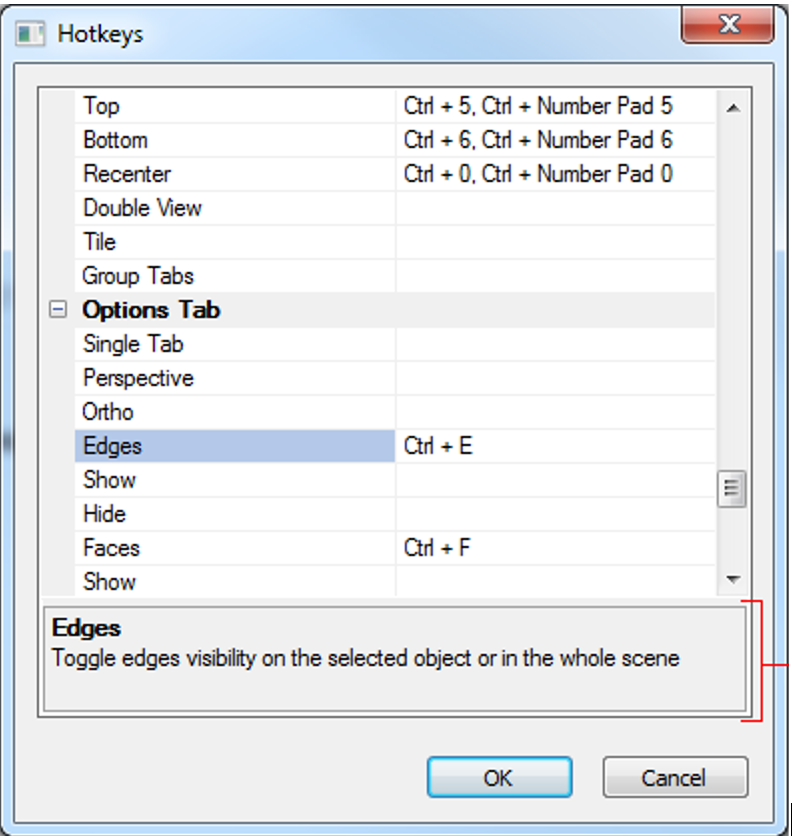 Hotkeys
Top Ctrl + 5, Ctrl + Number Pad 5
Bottom Ctrl + 6, Ctrl + Number Pad 6
Recenter Ctrl + 0, Ctrl + Number Pad 0
Double View
Tile
Group Tabs
Options Tab
Single Tab
Perspective
Ortho
Edges Ctrl + E
Show
Hide
Faces Ctrl + F
Show
Edges
Toggle edges visibility on the selected object or in the whole scene
OK Cancel